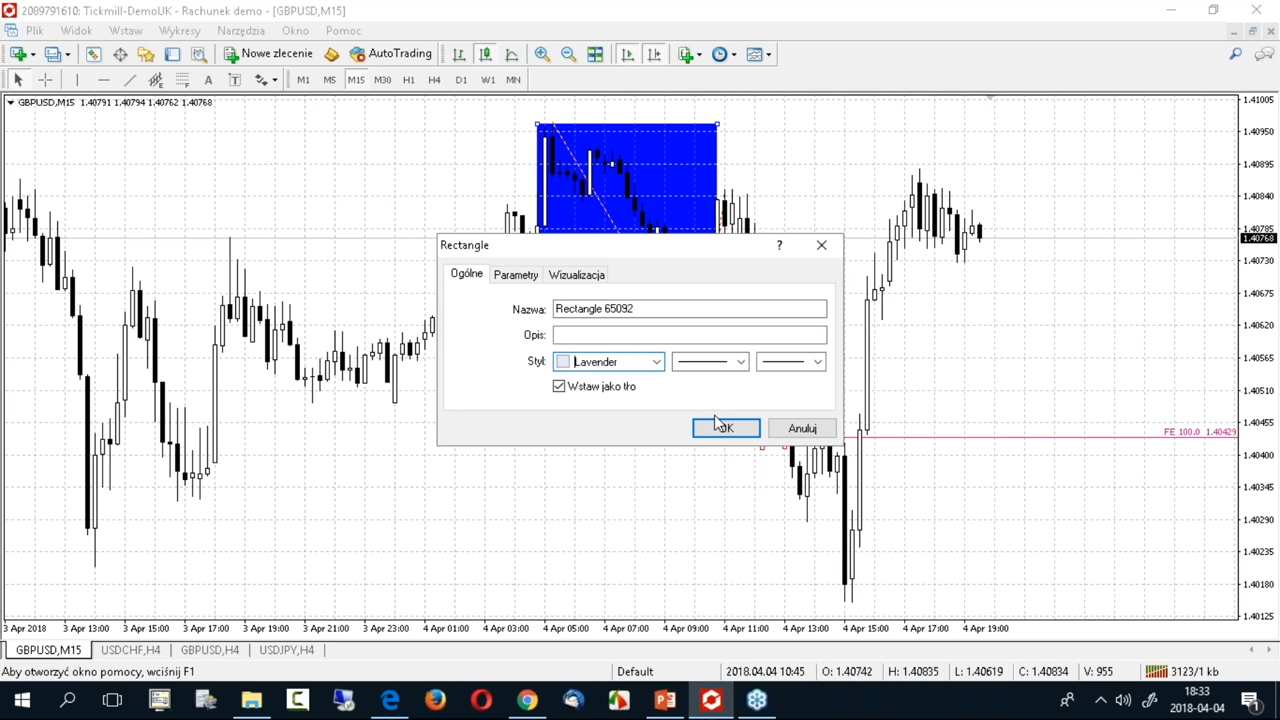 2089791610: Tickmill-DemoUK - Rachunek demo - [GBPUSD,M15]
Plik Widok Wstaw Wykresy Narzędzia Okno Pomoc
Nowe zlecenie AutoTrading
A T M1 M5 M15 M30 H1 H4 D1 W1 MN
GBPUSD,M15 1.40791 1.40794 1.40762 1.40768
1.41005
1.40950
1.40895
1.40840
1.40785
1.40768
1.40730
1.40675
1.40620
1.40565
1.40510
1.40455
1.40400
1.40345
1.40290
1.40235
1.40180
1.40125
Rectangle ?
Ogólne Parametry Wizualizacja
Nazwa: Rectangle 65092
Opis:
Styl: Lavender
Wstaw jako tło
OK Anuluj
FE 100.0 1.40429
3 Apr 2018 3 Apr 13:00 3 Apr 15:00 3 Apr 17:00 3 Apr 19:00 3 Apr 21:00 3 Apr 23:00 4 Apr 01:00 4 Apr 03:00 4 Apr 05:00 4 Apr 07:00 4 Apr 09:00 4 Apr 11:00 4 Apr 13:00 4 Apr 15:00 4 Apr 17:00 4 Apr 19:00
GBPUSD,M15 USDCHF,H4 GBPUSD,H4 USDJPY,H4
Aby otworzyć okno pomocy, wciśnij F1 Default 2018.04.04 10:45 O: 1.40742 H: 1.40835 L: 1.40619 C: 1.40834 V: 955 3123/1 kb
18:33
2018-04-04